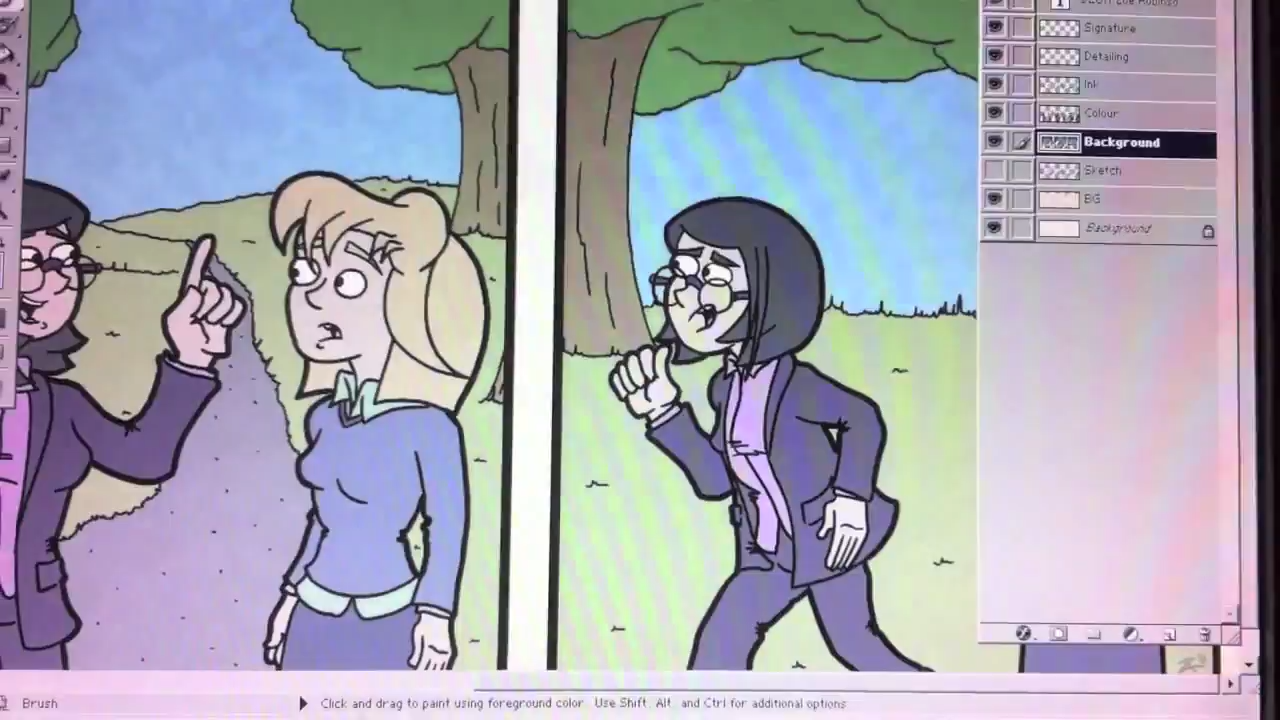 Signature
Detailing
Ink
Colour
Background
Sketch
BG
Background
Brush
Click and drag to paint using foreground color. Use Shift, Alt, and Ctrl for additional options.